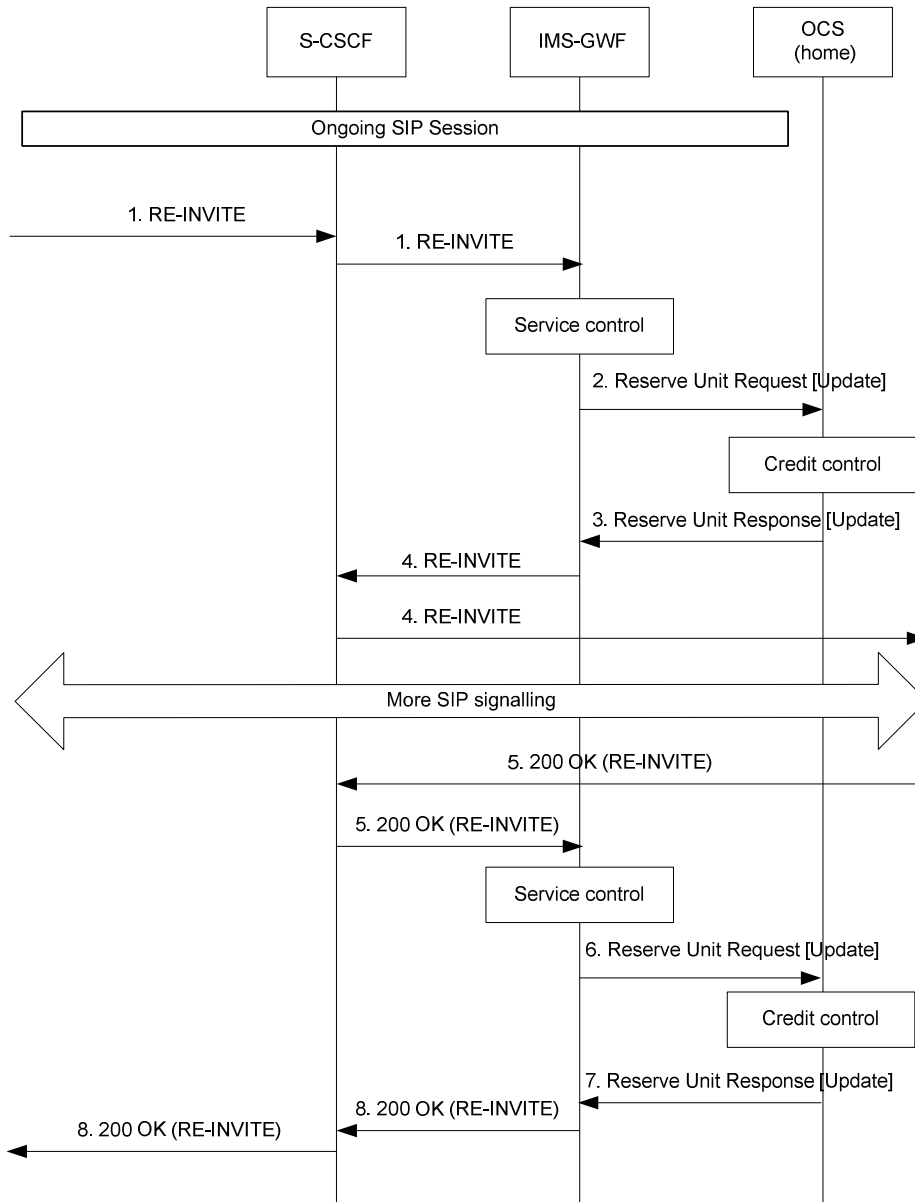 S-CSCF
IMS-GWF
OCS
(home)
Ongoing SIP Session
1. RE-INVITE
1. RE-INVITE
Service control
2. Reserve Unit Request [Update]
Credit control
3. Reserve Unit Response [Update]
4. RE-INVITE
4. RE-INVITE
More SIP signalling
5. 200 OK (RE-INVITE)
5. 200 OK (RE-INVITE)
Service control
6. Reserve Unit Request [Update]
Credit control
7. Reserve Unit Response [Update]
8. 200 OK (RE-INVITE)
8. 200 OK (RE-INVITE)